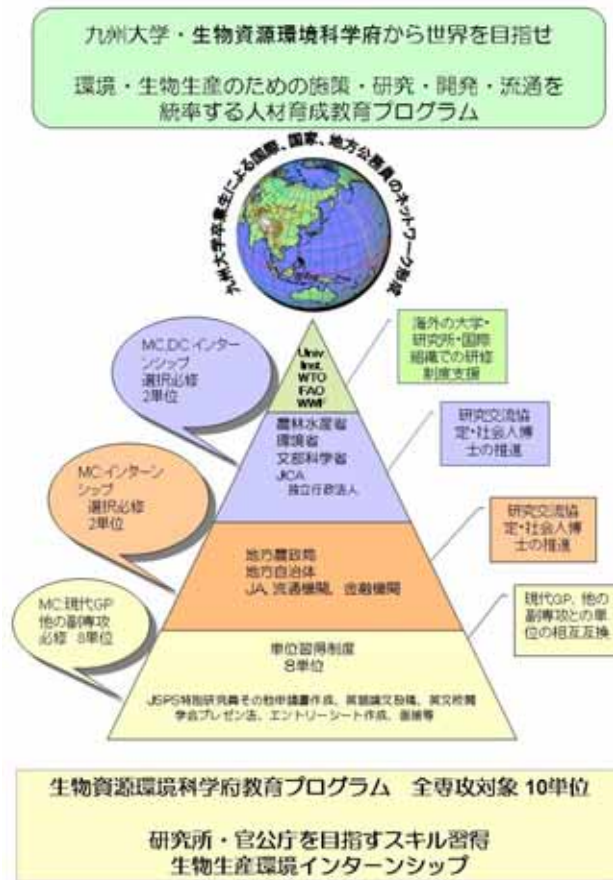 九州大学・生物資源環境科学府から世界を目指せ
環境・生物生産のための施策・研究・開発・流通を
統率する人材育成教育プログラム
九州大学卒業生による国際、国家、地方公務員のネットワーク形成
MC,DC:インター
ンシップ
選択必修
2単位
Univ.
Inst.
WTO
FAO
WWF
海外の大学・
研究所・国際
組織での研修
制度支援
農林水産省
環境省
文部科学省
JICA
独立行政法人
研究交流協
定・社会人博
士の推進
MC:インターン
シップ
選択必修
2単位
地方農政局
地方自治体
JA, 流通機関、金融機関
研究交流協
定・社会人博
士の推進
MC:現代GP
他の副専攻
必修 8単位
単位習得制度
8単位
JSPS特別研究員その他申請書作成、英語論文投稿、英文校閲
学会プレゼン法、エントリーシート作成、面接等
現代GP, 他の
副専攻との単
位の相互互換
生物資源環境科学府教育プログラム 全専攻対象 10単位
研究所・官公庁を目指すスキル習得
生物生産環境インターンシップ